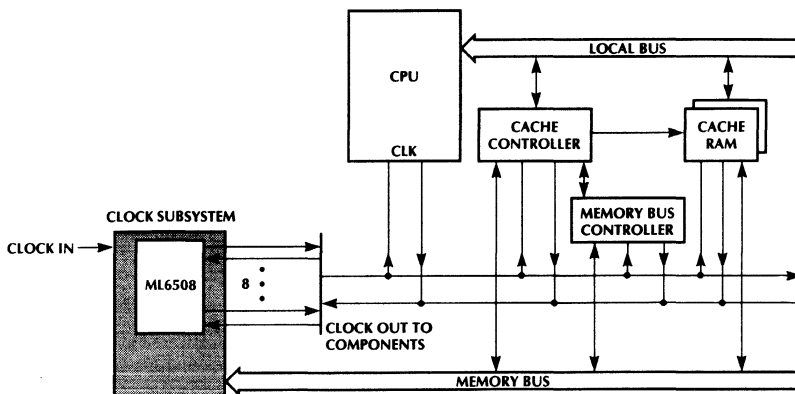 LOCAL BUS
CPU
CLK
CACHE
CONTROLLER
CACHE
RAM
MEMORY BUS
CONTROLLER
CLOCK SUBSYSTEM
CLOCK IN
ML6508
8
CLOCK OUT TO
COMPONENTS
MEMORY BUS